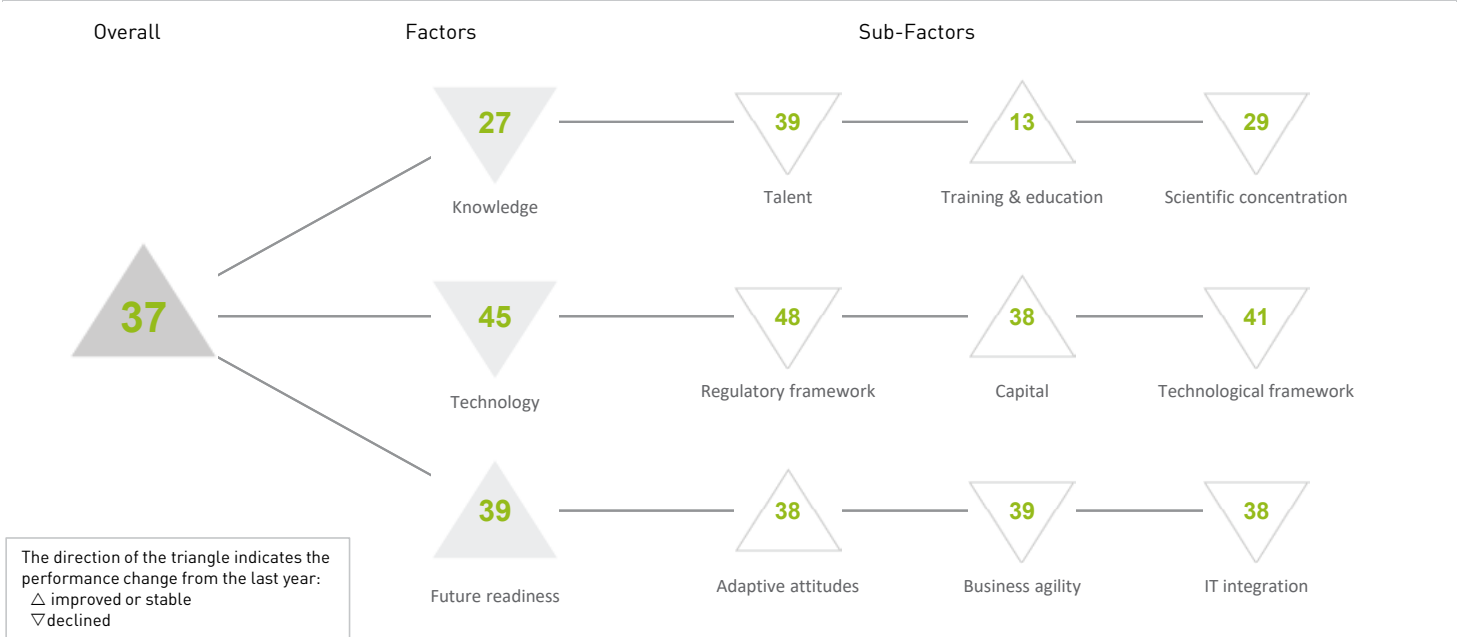 Overall Factors Sub-Factors
27 39 13 29
Knowledge Talent Training & education Scientific concentration
37
45 48 38 41
Technology Regulatory framework Capital Technological framework
39 38 39 38
Future readiness Adaptive attitudes Business agility IT integration
The direction of the triangle indicates the
performance change from the last year:
△ improved or stable
▽ declined